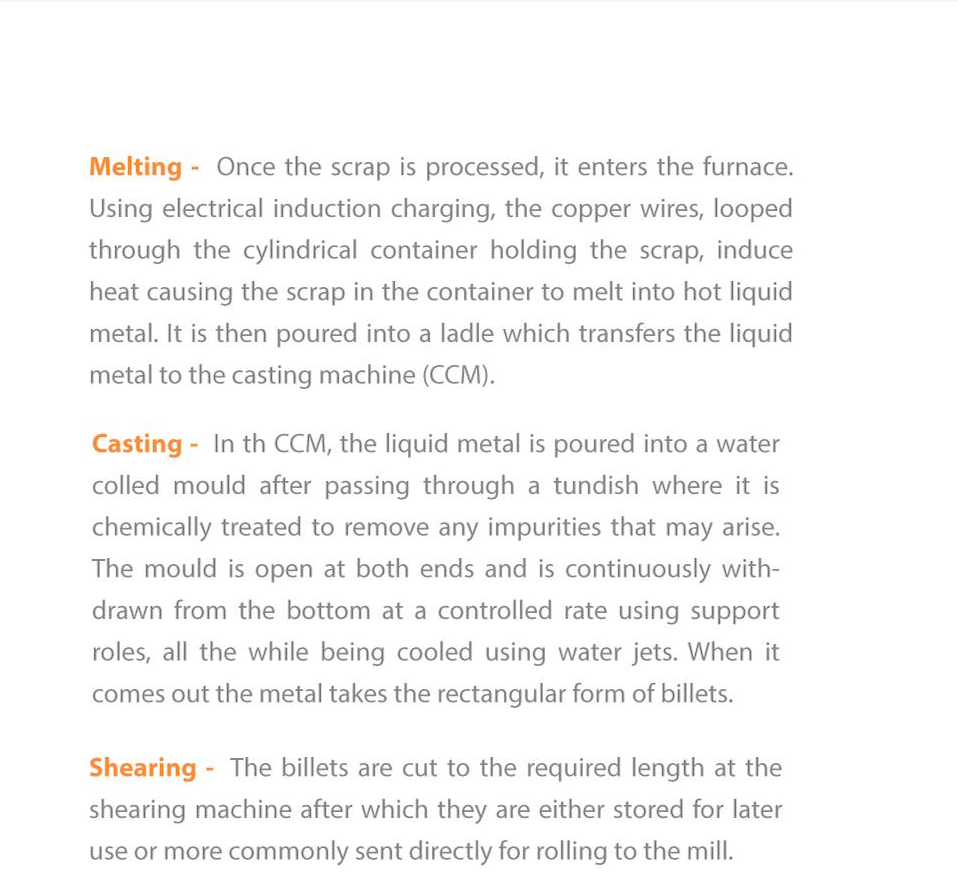 Melting - Once the scrap is processed, it enters the furnace.
Using electrical induction charging, the copper wires, looped
through the cylindrical container holding the scrap, induce
heat causing the scrap in the container to melt into hot liquid
metal. It is then poured into a ladle which transfers the liquid
metal to the casting machine (CCM).
Casting - In th CCM, the liquid metal is poured into a water
colled mould after passing through a tundish where it is
chemically treated to remove any impurities that may arise.
The mould is open at both ends and is continuously with-
drawn from the bottom at a controlled rate using support
roles, all the while being cooled using water jets. When it
comes out the metal takes the rectangular form of billets.
Shearing - The billets are cut to the required length at the
shearing machine after which they are either stored for later
use or more commonly sent directly for rolling to the mill.